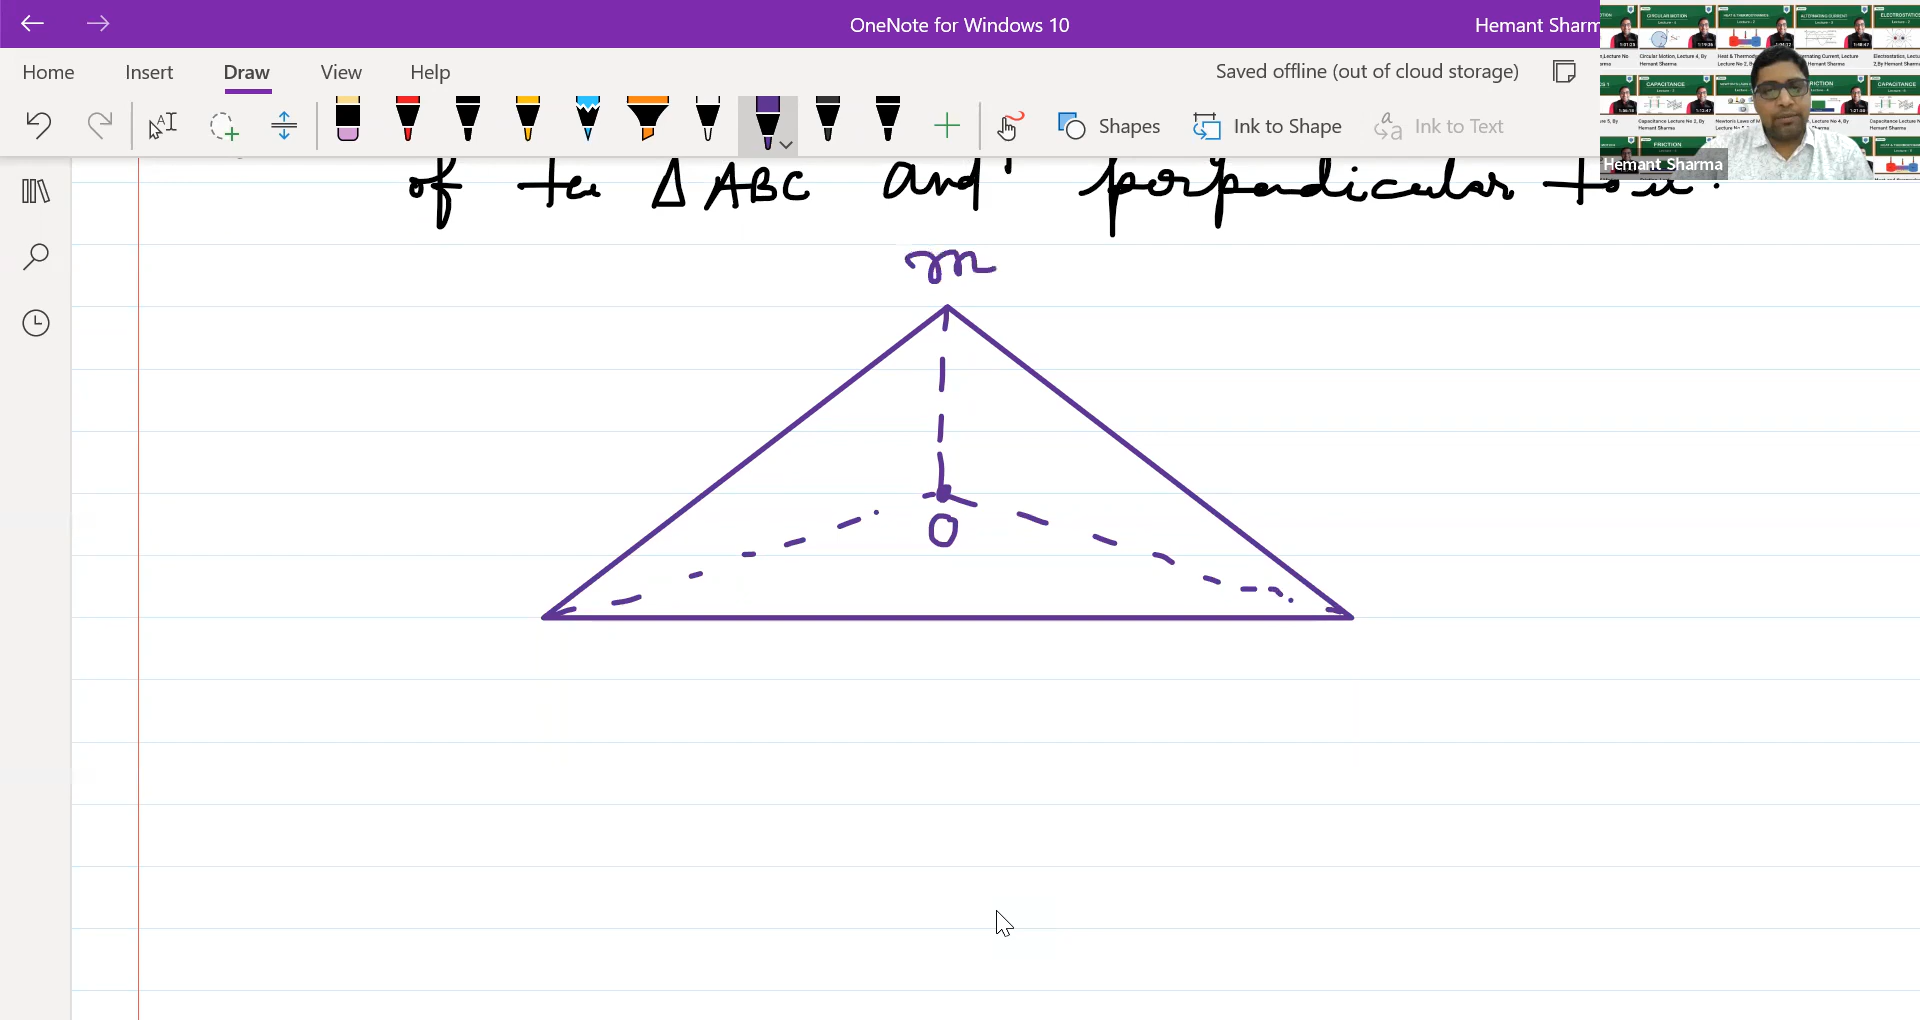 OneNote for Windows 10
Hemant Sharm
Home Insert Draw View Help
Saved offline (out of cloud storage)
Shapes Ink to Shape Ink to Text
Hemant Sharma
of the ΔABC and perpendicular to it.
m
O